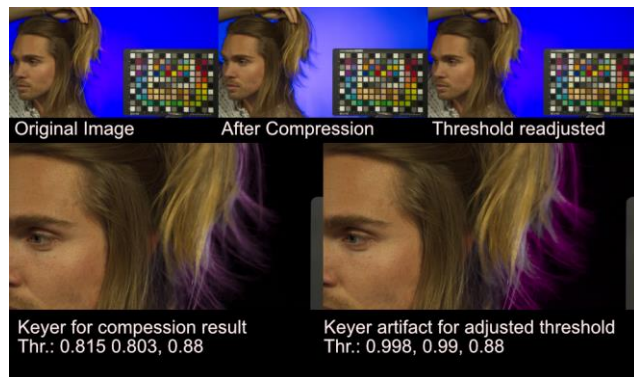 Original Image
After Compression
Threshold readjusted
Keyer for compession result
Thr.: 0.815 0.803, 0.88
Keyer artifact for adjusted threshold
Thr.: 0.998, 0.99, 0.88